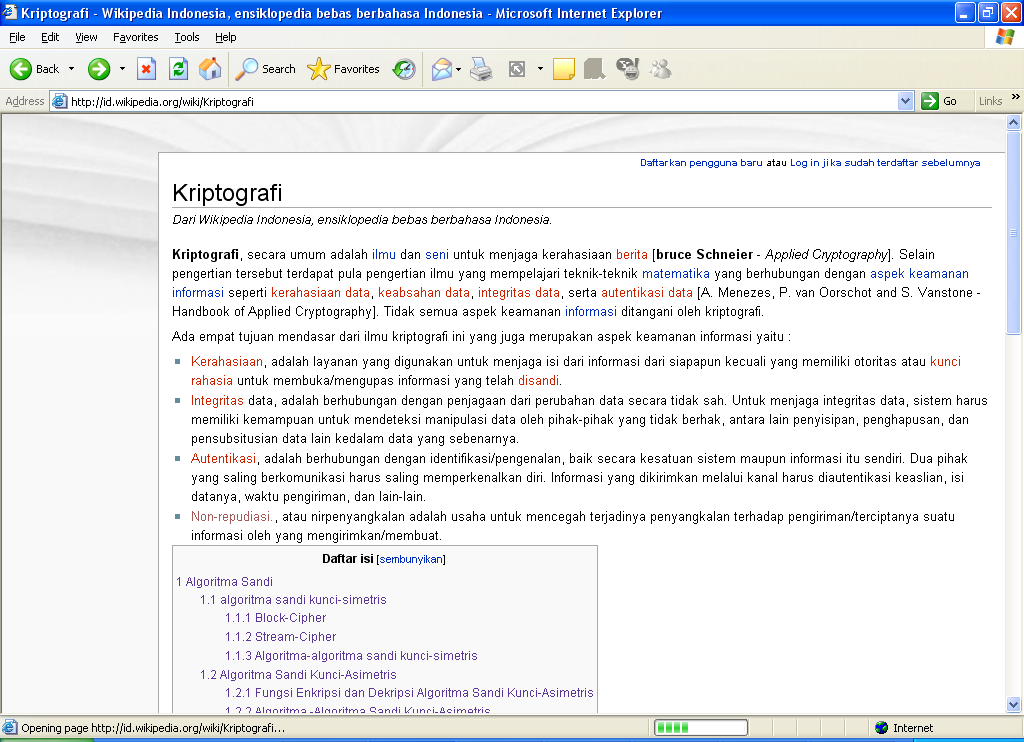 Kriptografi - Wikipedia Indonesia, ensiklopedia bebas berbahasa Indonesia - Microsoft Internet Explorer
File Edit View Favorites Tools Help
Back Search Favorites
Address http://id.wikipedia.org/wiki/Kriptografi Go Links »
Daftarkan pengguna baru atau Log in jika sudah terdaftar sebelumnya
Kriptografi
Dari Wikipedia Indonesia, ensiklopedia bebas berbahasa Indonesia.
Kriptografi, secara umum adalah ilmu dan seni untuk menjaga kerahasiaan berita [bruce Schneier - Applied Cryptography]. Selain
pengertian tersebut terdapat pula pengertian ilmu yang mempelajari teknik-teknik matematika yang berhubungan dengan aspek keamanan
informasi seperti kerahasiaan data, keabsahan data, integritas data, serta autentikasi data [A. Menezes, P. van Oorschot and S. Vanstone -
Handbook of Applied Cryptography]. Tidak semua aspek keamanan informasi ditangani oleh kriptografi.
Ada empat tujuan mendasar dari ilmu kriptografi ini yang juga merupakan aspek keamanan informasi yaitu :
Kerahasiaan, adalah layanan yang digunakan untuk menjaga isi dari informasi dari siapapun kecuali yang memiliki otoritas atau kunci
rahasia untuk membuka/mengupas informasi yang telah disandi.
Integritas data, adalah berhubungan dengan penjagaan dari perubahan data secara tidak sah. Untuk menjaga integritas data, sistem harus
memiliki kemampuan untuk mendeteksi manipulasi data oleh pihak-pihak yang tidak berhak, antara lain penyisipan, penghapusan, dan
pensubsitusian data lain kedalam data yang sebenarnya.
Autentikasi, adalah berhubungan dengan identifikasi/pengenalan, baik secara kesatuan sistem maupun informasi itu sendiri. Dua pihak
yang saling berkomunikasi harus saling memperkenalkan diri. Informasi yang dikirimkan melalui kanal harus diautentikasi keaslian, isi
datanya, waktu pengiriman, dan lain-lain.
Non-repudiasi., atau nirpenyangkalan adalah usaha untuk mencegah terjadinya penyangkalan terhadap pengiriman/terciptanya suatu
informasi oleh yang mengirimkan/membuat.
Daftar isi [sembunyikan]
1 Algoritma Sandi
1.1 algoritma sandi kunci-simetris
1.1.1 Block-Cipher
1.1.2 Stream-Cipher
1.1.3 Algoritma-algoritma sandi kunci-simetris
1.2 Algoritma Sandi Kunci-Asimetris
1.2.1 Fungsi Enkripsi dan Dekripsi Algoritma Sandi Kunci-Asimetris
1.2.2 Algoritma -Algoritma Sandi Kunci-Asimetris
Opening page http://id.wikipedia.org/wiki/Kriptografi... Internet